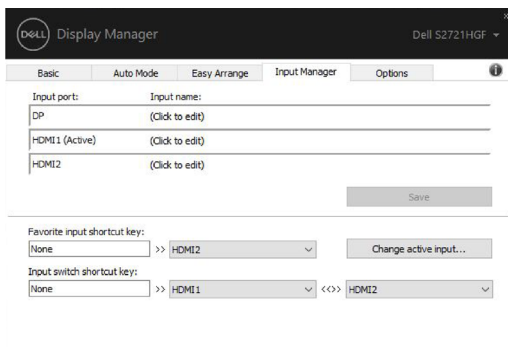 DELL Display Manager Dell S2721HGF
Basic Auto Mode Easy Arrange Input Manager Options
Input port: Input name:
DP (Click to edit)
HDMI1 (Active) (Click to edit)
HDMI2 (Click to edit)
Save
Favorite input shortcut key:
None >> HDMI2 Change active input...
Input switch shortcut key:
None >> HDMI1 <<>> HDMI2